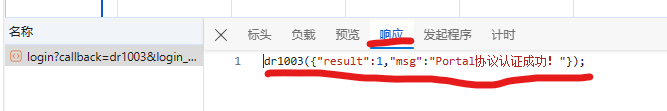 名称
标头 负载 预览 响应 发起程序 计时
login?callback=dr1003&login_...
1 dr1003({"result":1,"msg":"Portal协议认证成功！"});